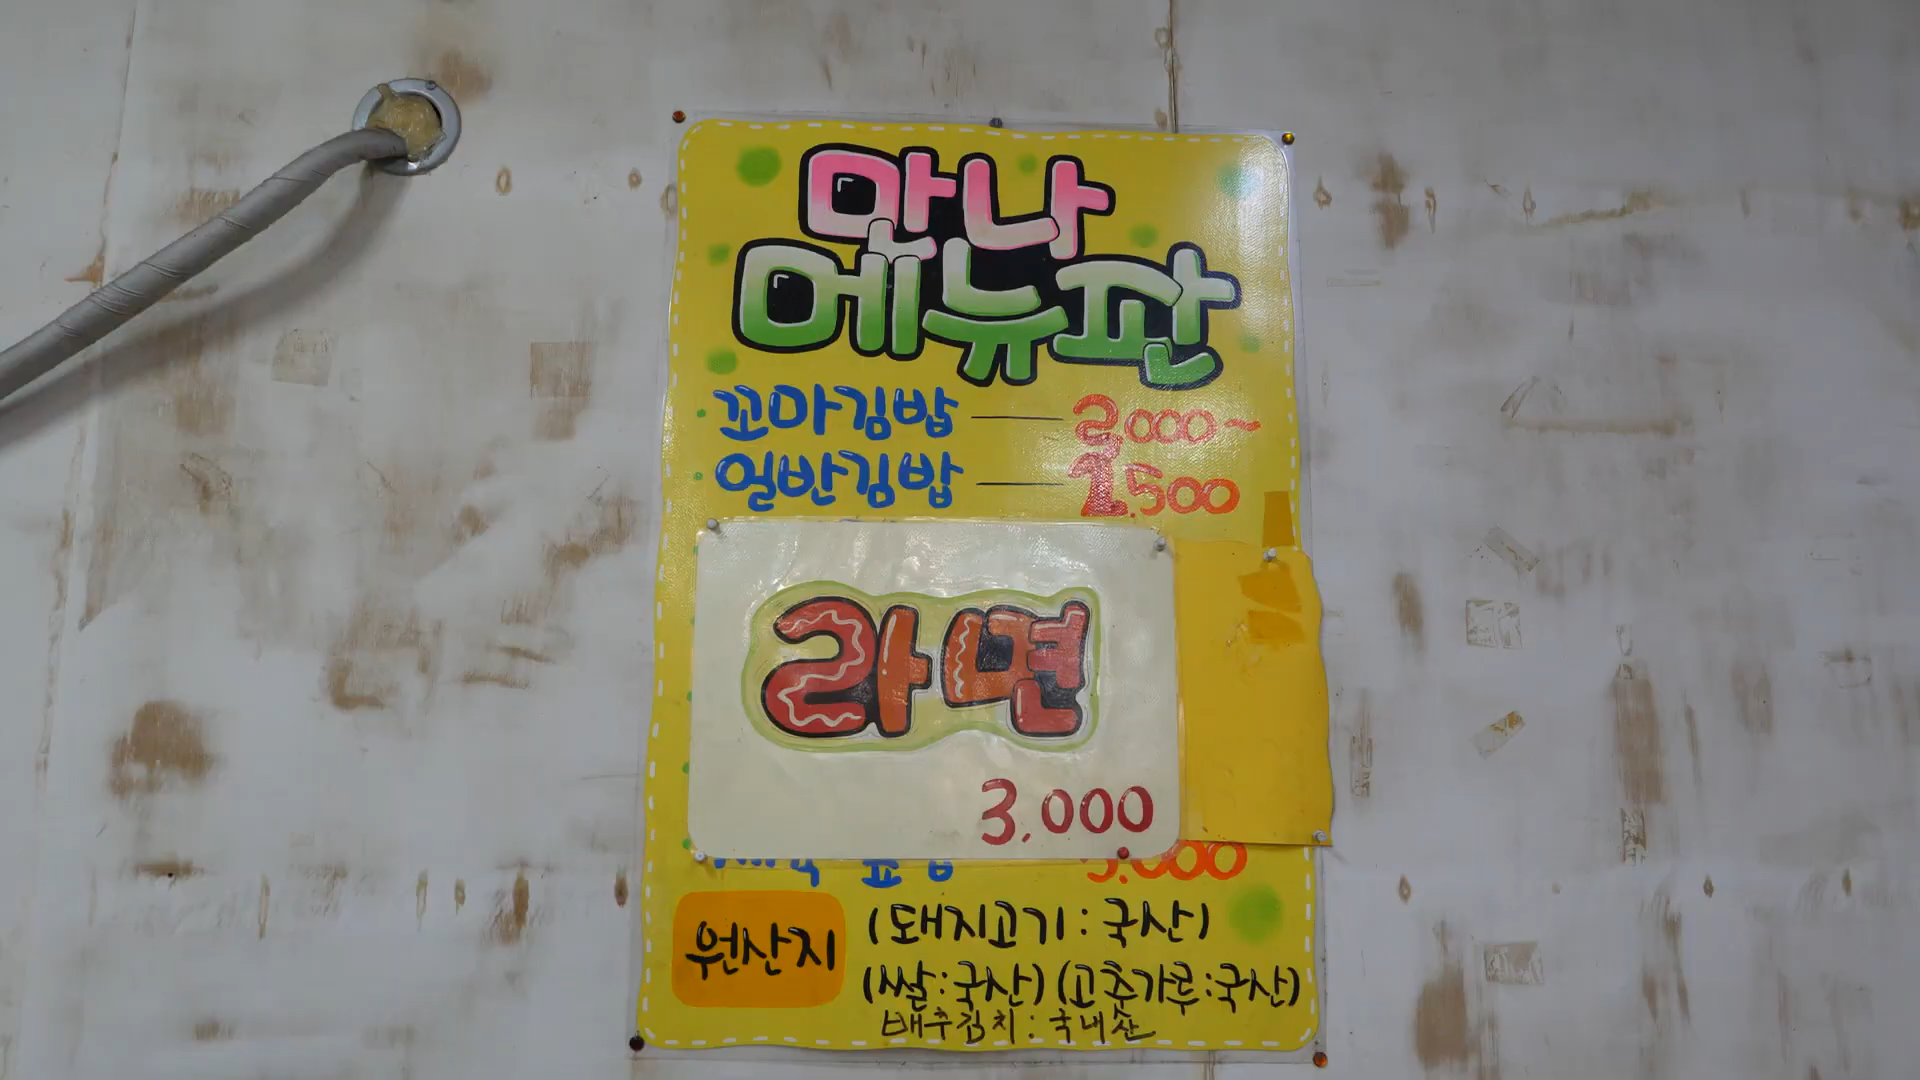 맛나
메뉴판
꼬마김밥 — 2,000~
일반김밥 — 2,500
라면
3,000
원산지 (돼지고기:국산)
(쌀:국산) (고춧가루:국산)
배추김치:국내산